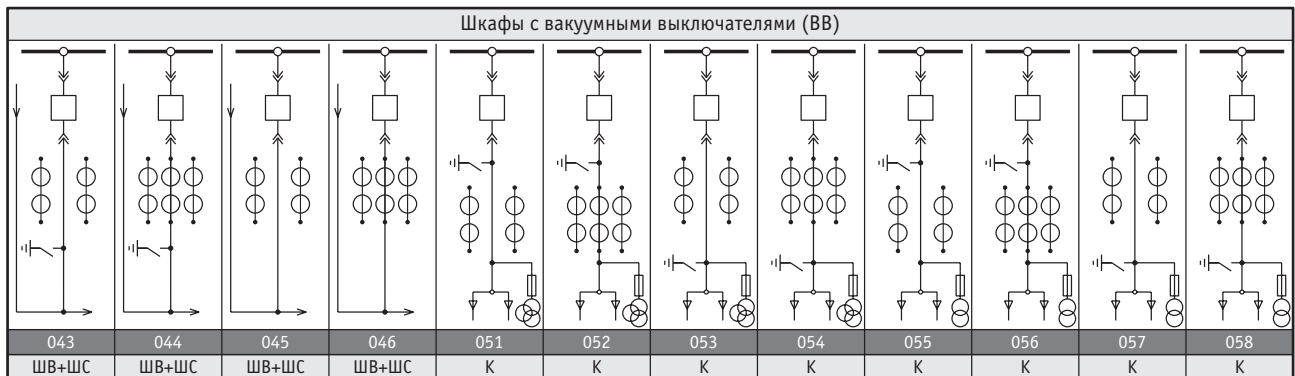 Шкафы с вакуумными выключателями (ВВ)
043 044 045 046 051 052 053 054 055 056 057 058
ШВ+ШС ШВ+ШС ШВ+ШС ШВ+ШС К К К К К К К К